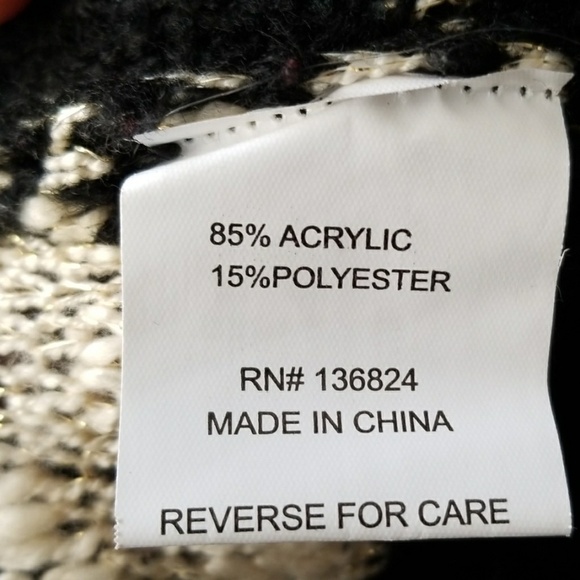 85% ACRYLIC
15%POLYESTER
RN# 136824
MADE IN CHINA
REVERSE FOR CARE